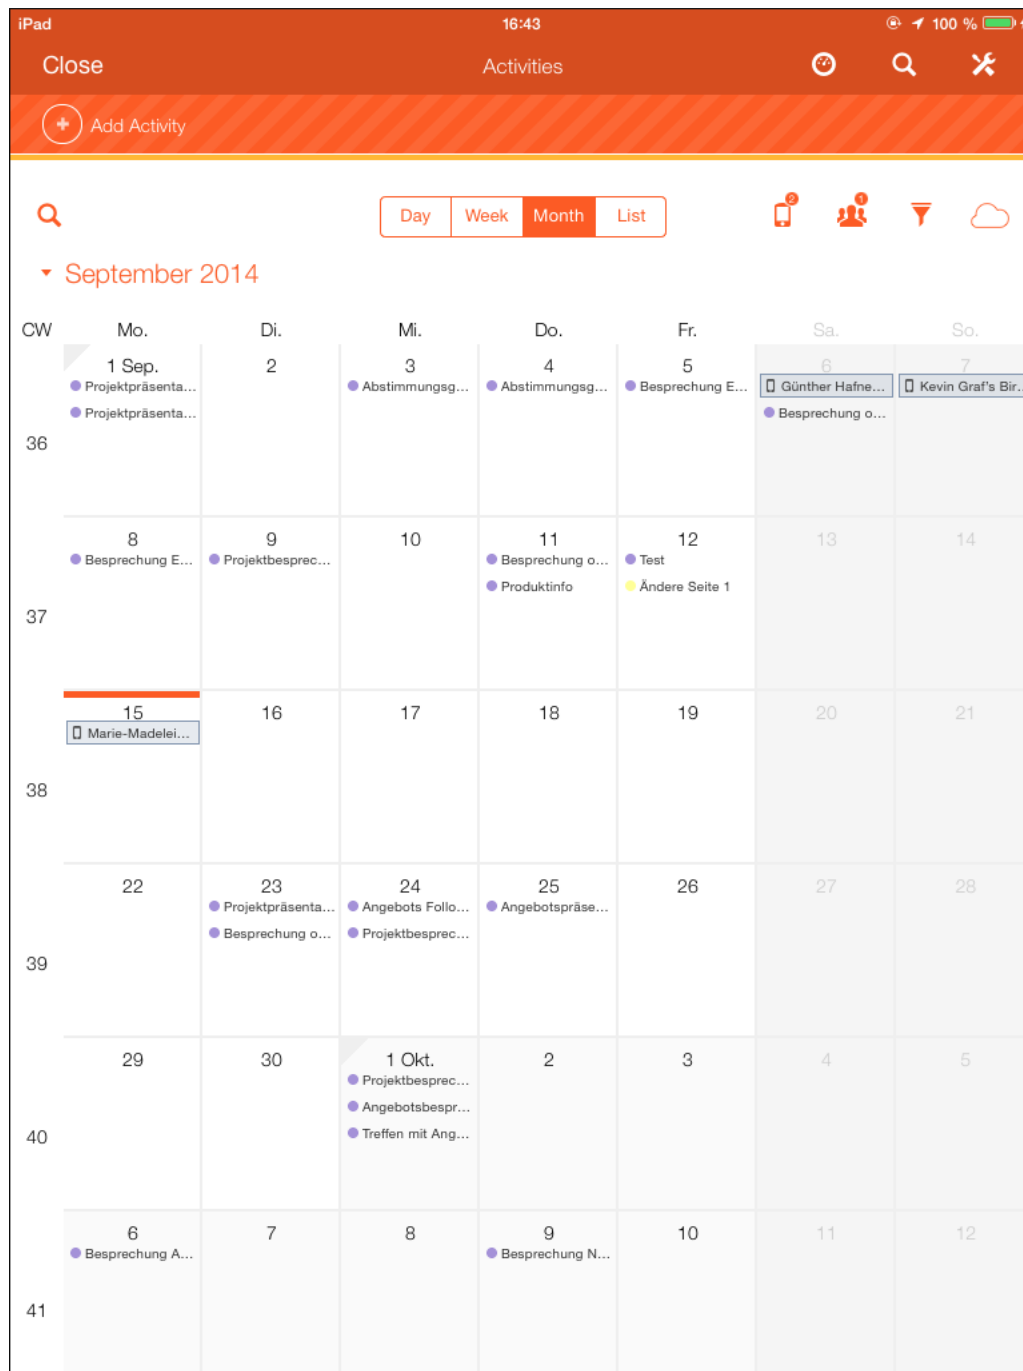 iPad 16:43 100 %
Close Activities
+ Add Activity
Day Week Month List 2 1
September 2014
CW Mo. Di. Mi. Do. Fr. Sa. So.
36
1 Sep. 2 3 4 5 6 7
Projektpräsenta... Abstimmungsg... Abstimmungsg... Besprechung E... Günther Hafne... Kevin Graf's Bir...
Projektpräsenta... Besprechung o...
37
8 9 10 11 12 13 14
Besprechung E... Projektbesprec... Besprechung o... Test
Produktinfo Ändere Seite 1
38
15 16 17 18 19 20 21
Marie-Madelei...
39
22 23 24 25 26 27 28
Projektpräsenta... Angebots Follo... Angebotspräse...
Besprechung o... Projektbesprec...
40
29 30 1 Okt. 2 3 4 5
Projektbesprec...
Angebotsbespr...
Treffen mit Ang...
41
6 7 8 9 10 11 12
Besprechung A... Besprechung N...